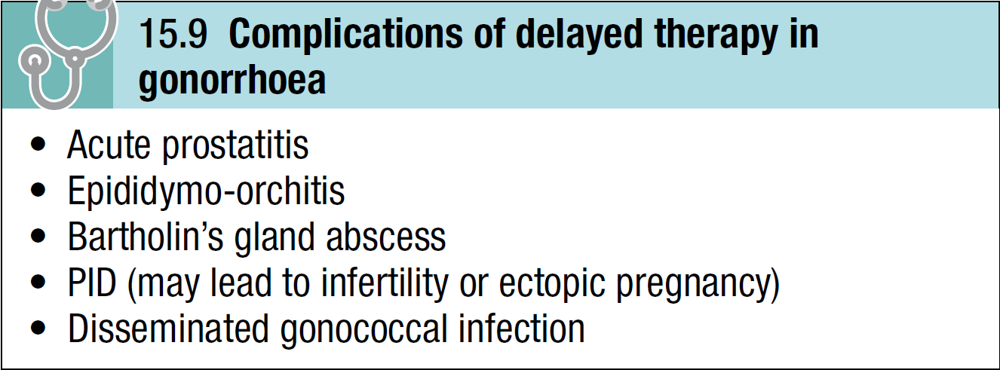 15.9 Complications of delayed therapy in
gonorrhoea
• Acute prostatitis
• Epididymo-orchitis
• Bartholin’s gland abscess
• PID (may lead to infertility or ectopic pregnancy)
• Disseminated gonococcal infection